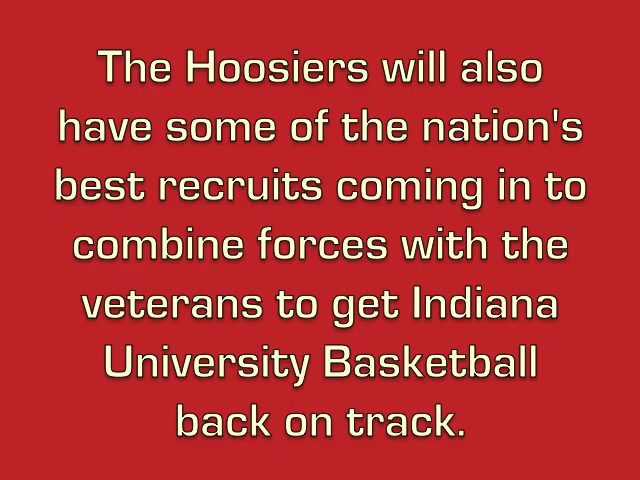 The Hoosiers will also
have some of the nation's
best recruits coming in to
combine forces with the
veterans to get Indiana
University Basketball
back on track.